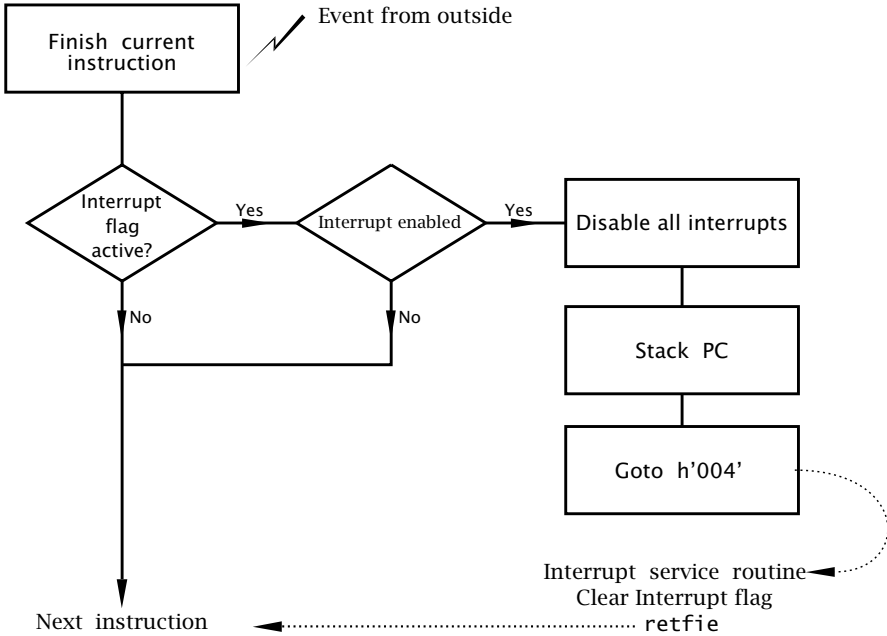 Event from outside
Finish current
instruction
Interrupt
flag
active?
Yes
Interrupt enabled
Yes
Disable all interrupts
No
No
Stack PC
Goto h'004'
Interrupt service routine
Clear Interrupt flag
retfie
Next instruction